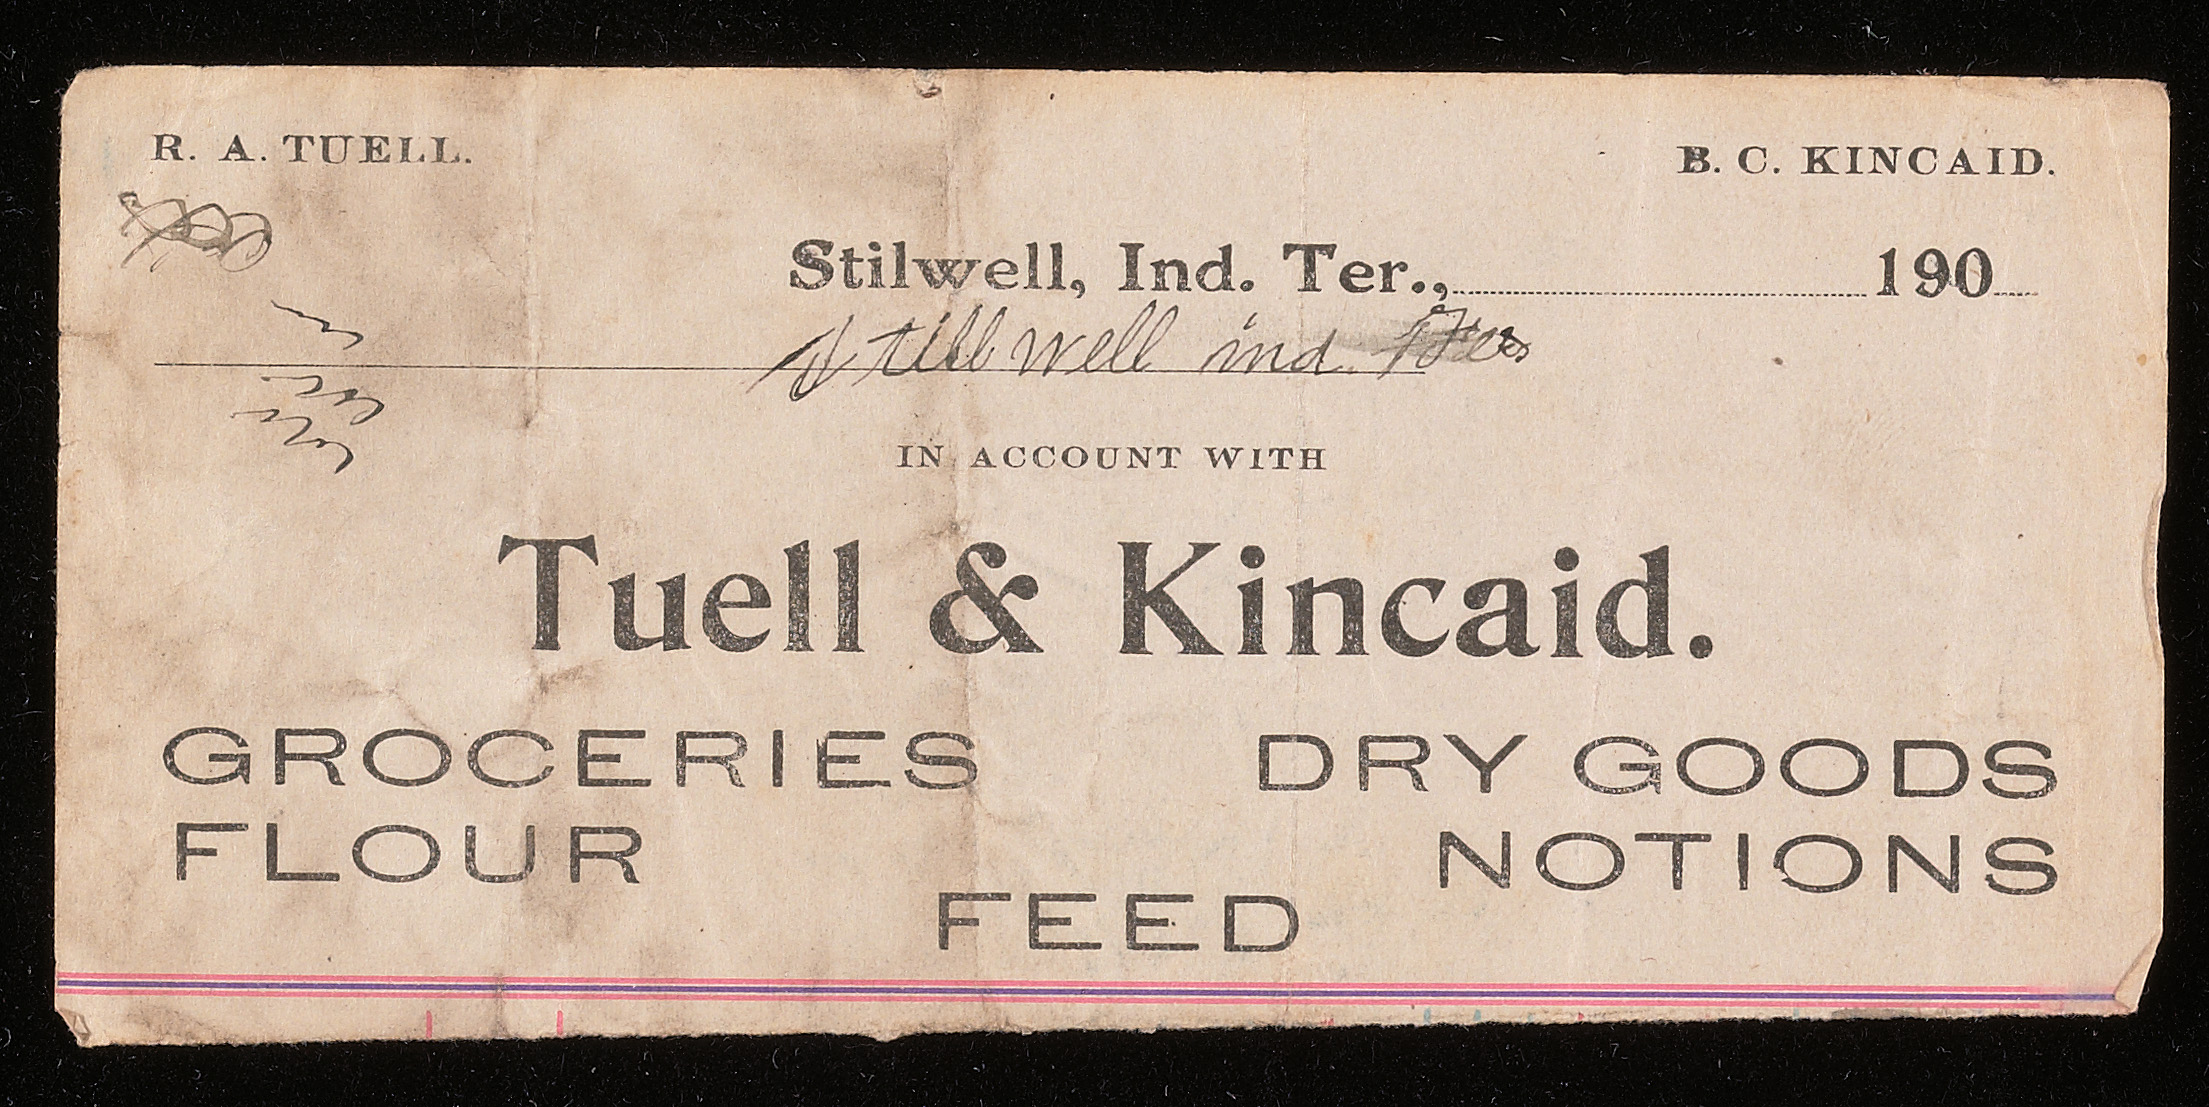 R. A. TUELL.
B. C. KINCAID.
Stilwell, Ind. Ter., 190
Stillwell ind Ter
IN ACCOUNT WITH
Tuell & Kincaid.
GROCERIES DRY GOODS
FLOUR NOTIONS
FEED